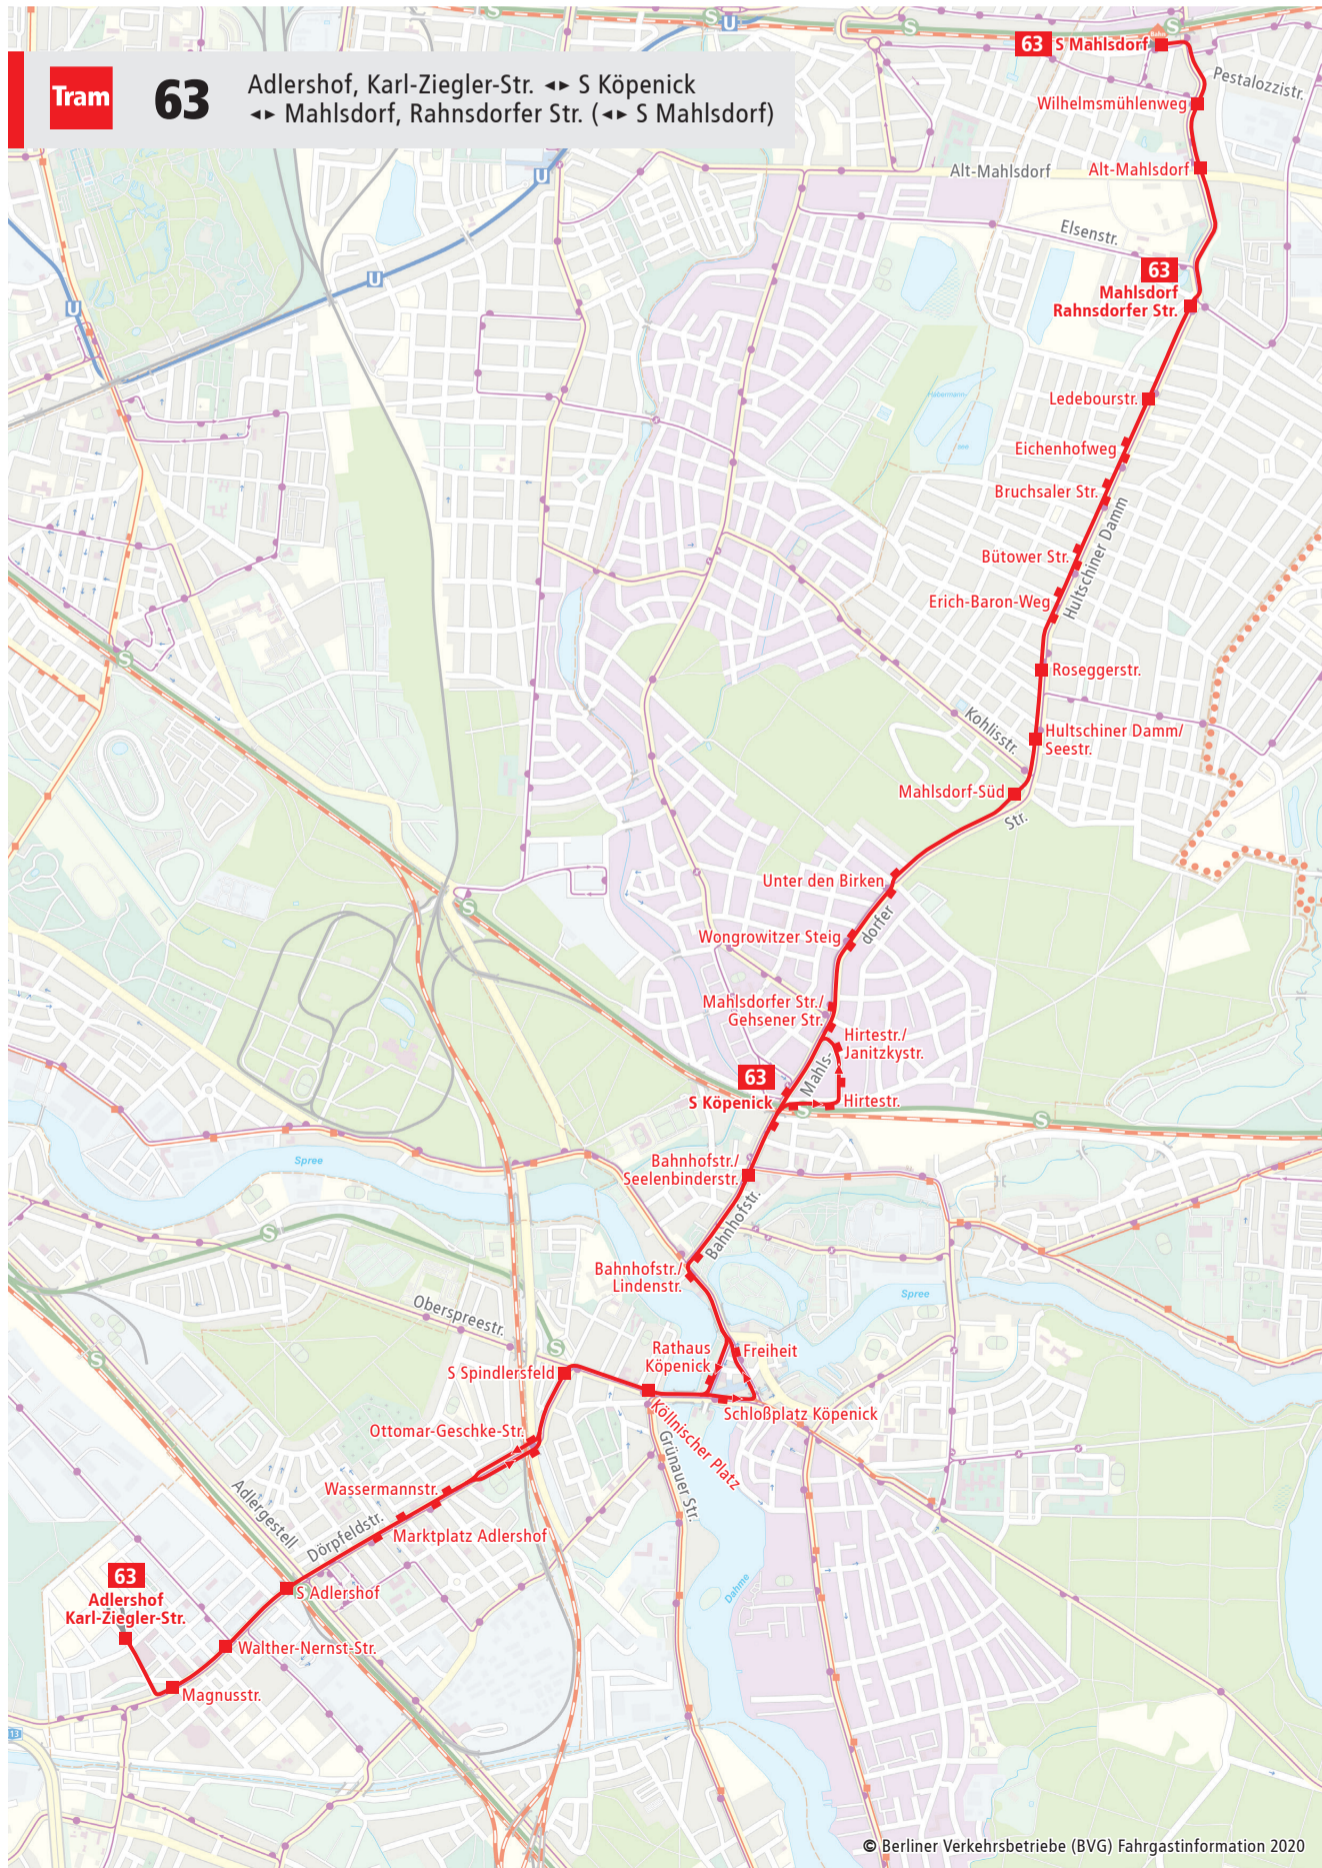 63 S Mahlsdorf
Tram 63 Adlershof, Karl-Ziegler-Str. ◄► S Köpenick
◄► Mahlsdorf, Rahnsdorfer Str. (◄► S Mahlsdorf)
Pestalozzistr.
Wilhelmsmühlenweg
Alt-Mahlsdorf
Alt-Mahlsdorf
Elsenstr.
63
Mahlsdorf
Rahnsdorfer Str.
Ledebourstr.
Eichenhofweg
Bruchsaler Str.
Hultschiner Damm
Bütower Str.
Erich-Baron-Weg
Roseggerstr.
Kohlisstr.
Hultschiner Damm/
Seestr.
Mahlsdorf-Süd
Str.
Unter den Birken
dorfer
Wongrowitzer Steig
Mahlsdorfer Str./
Gehsener Str.
Hirtestr./
Janitzkystr.
Mahls-
63
S Köpenick
Hirtestr.
Bahnhofstr./
Seelenbinderstr.
Bahnhofstr.
Spree
Bahnhofstr./
Lindenstr.
Spree
Oberspreestr.
Rathaus
Köpenick
Freiheit
S Spindlersfeld
Schloßplatz Köpenick
Köllnischer Platz
Grünauer Str.
Ottomar-Geschke-Str.
Wassermannstr.
Adlergestell
Dörpfeldstr.
Marktplatz Adlershof
Dahme
63
Adlershof
Karl-Ziegler-Str.
S Adlershof
Walther-Nernst-Str.
Magnusstr.
S
S
S
S
S
S
S
S
S
S
U
U
U
U
© Berliner Verkehrsbetriebe (BVG) Fahrgastinformation 2020